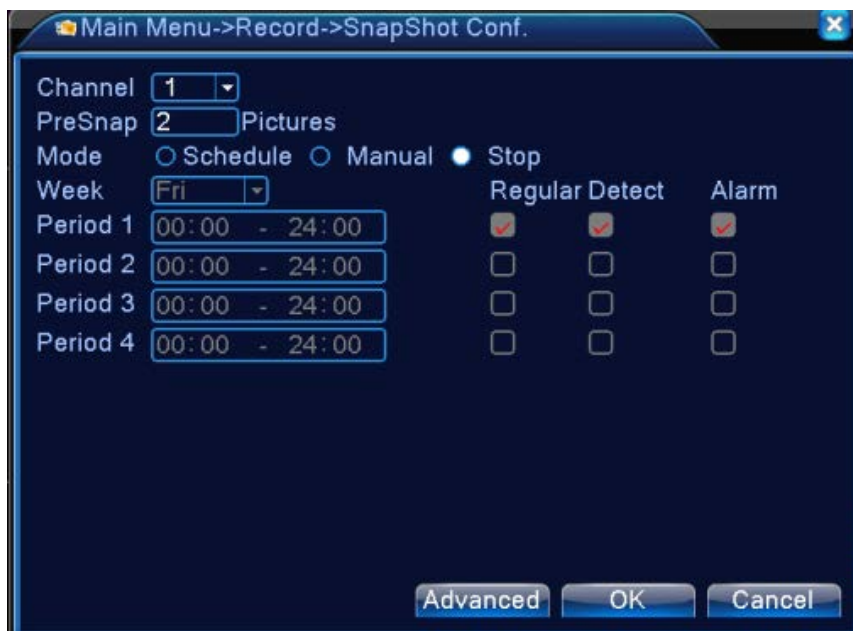 Main Menu->Record->SnapShot Conf.
Channel 1
PreSnap 2 Pictures
Mode Schedule Manual Stop
Week Fri Regular Detect Alarm
Period 1 00:00 - 24:00
Period 2 00:00 - 24:00
Period 3 00:00 - 24:00
Period 4 00:00 - 24:00
Advanced OK Cancel